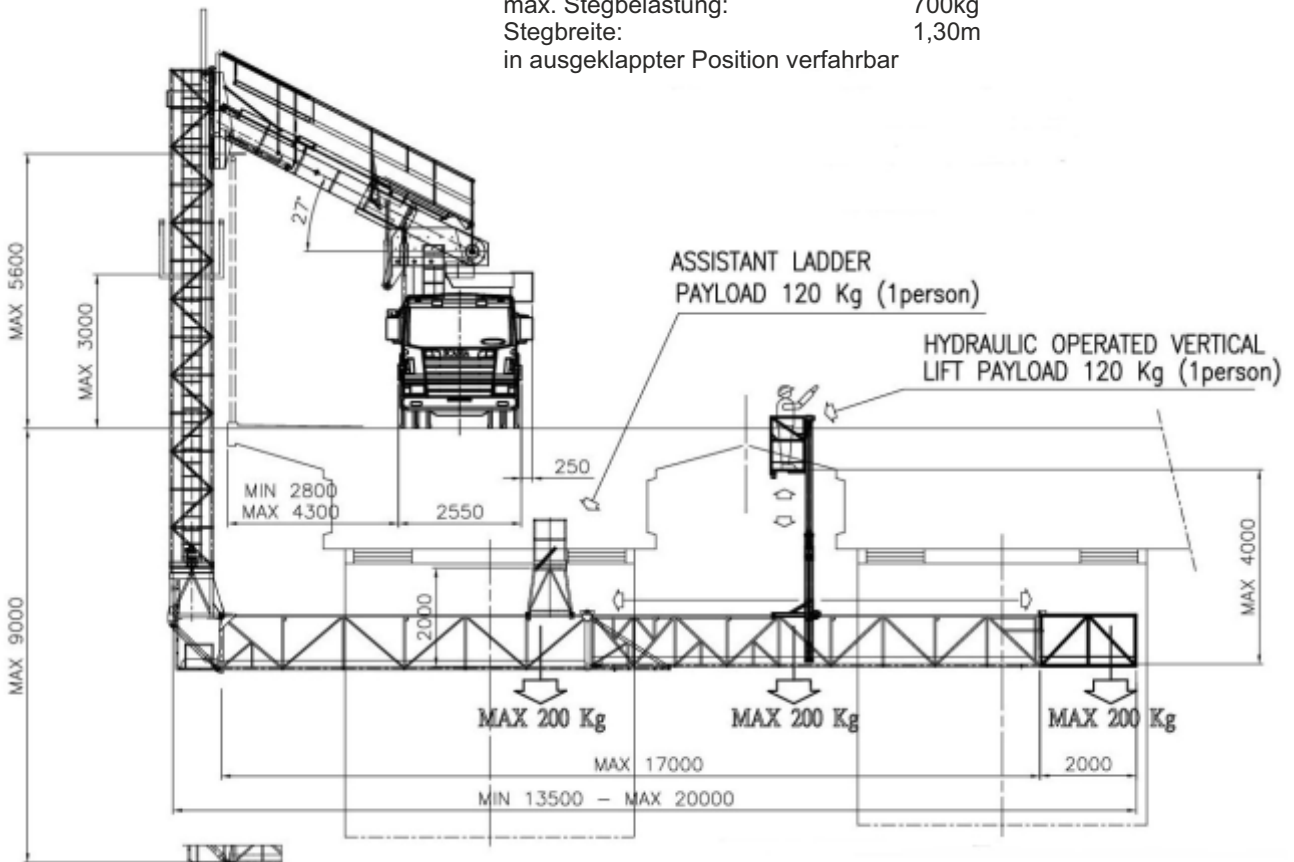 max. Stegbelastung: 700kg
Stegbreite: 1,30m
in ausgeklappter Position verfahrbar
27°
MAX 5600
MAX 3000
ASSISTANT LADDER
PAYLOAD 120 Kg (1person)
HYDRAULIC OPERATED VERTICAL
LIFT PAYLOAD 120 Kg (1person)
250
MIN 2800
MAX 4300
2550
MAX 4000
2000
MAX 9000
MAX 200 Kg
MAX 200 Kg
MAX 200 Kg
MAX 17000
2000
MIN 13500 – MAX 20000